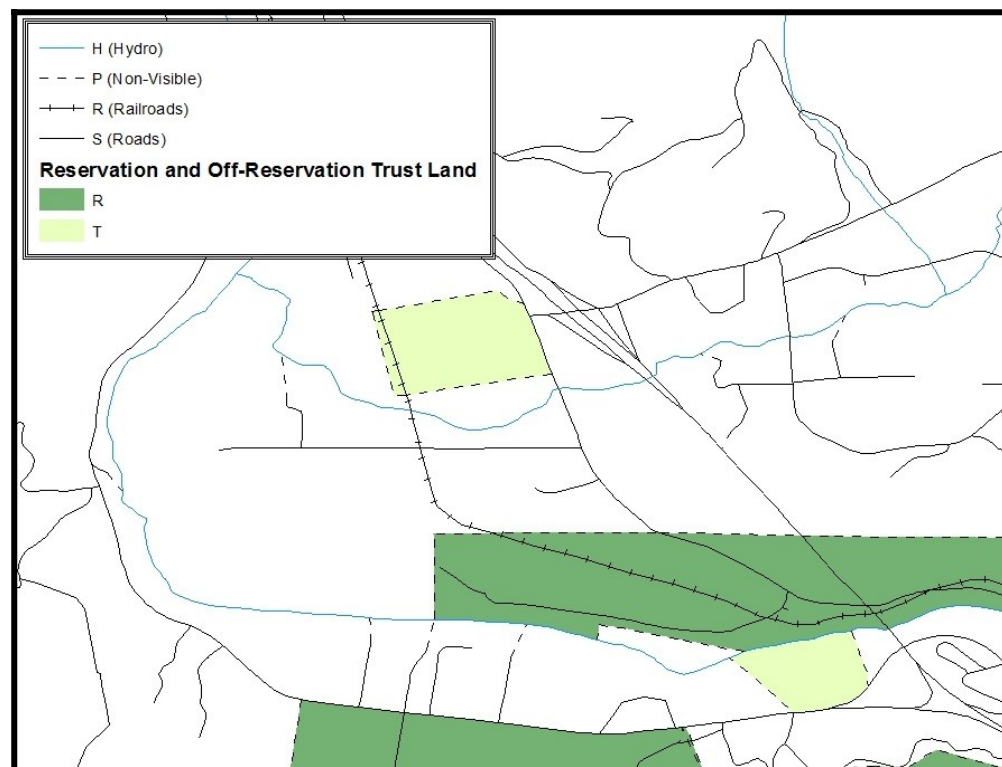 H (Hydro)
P (Non-Visible)
R (Railroads)
S (Roads)
Reservation and Off-Reservation Trust Land
R
T